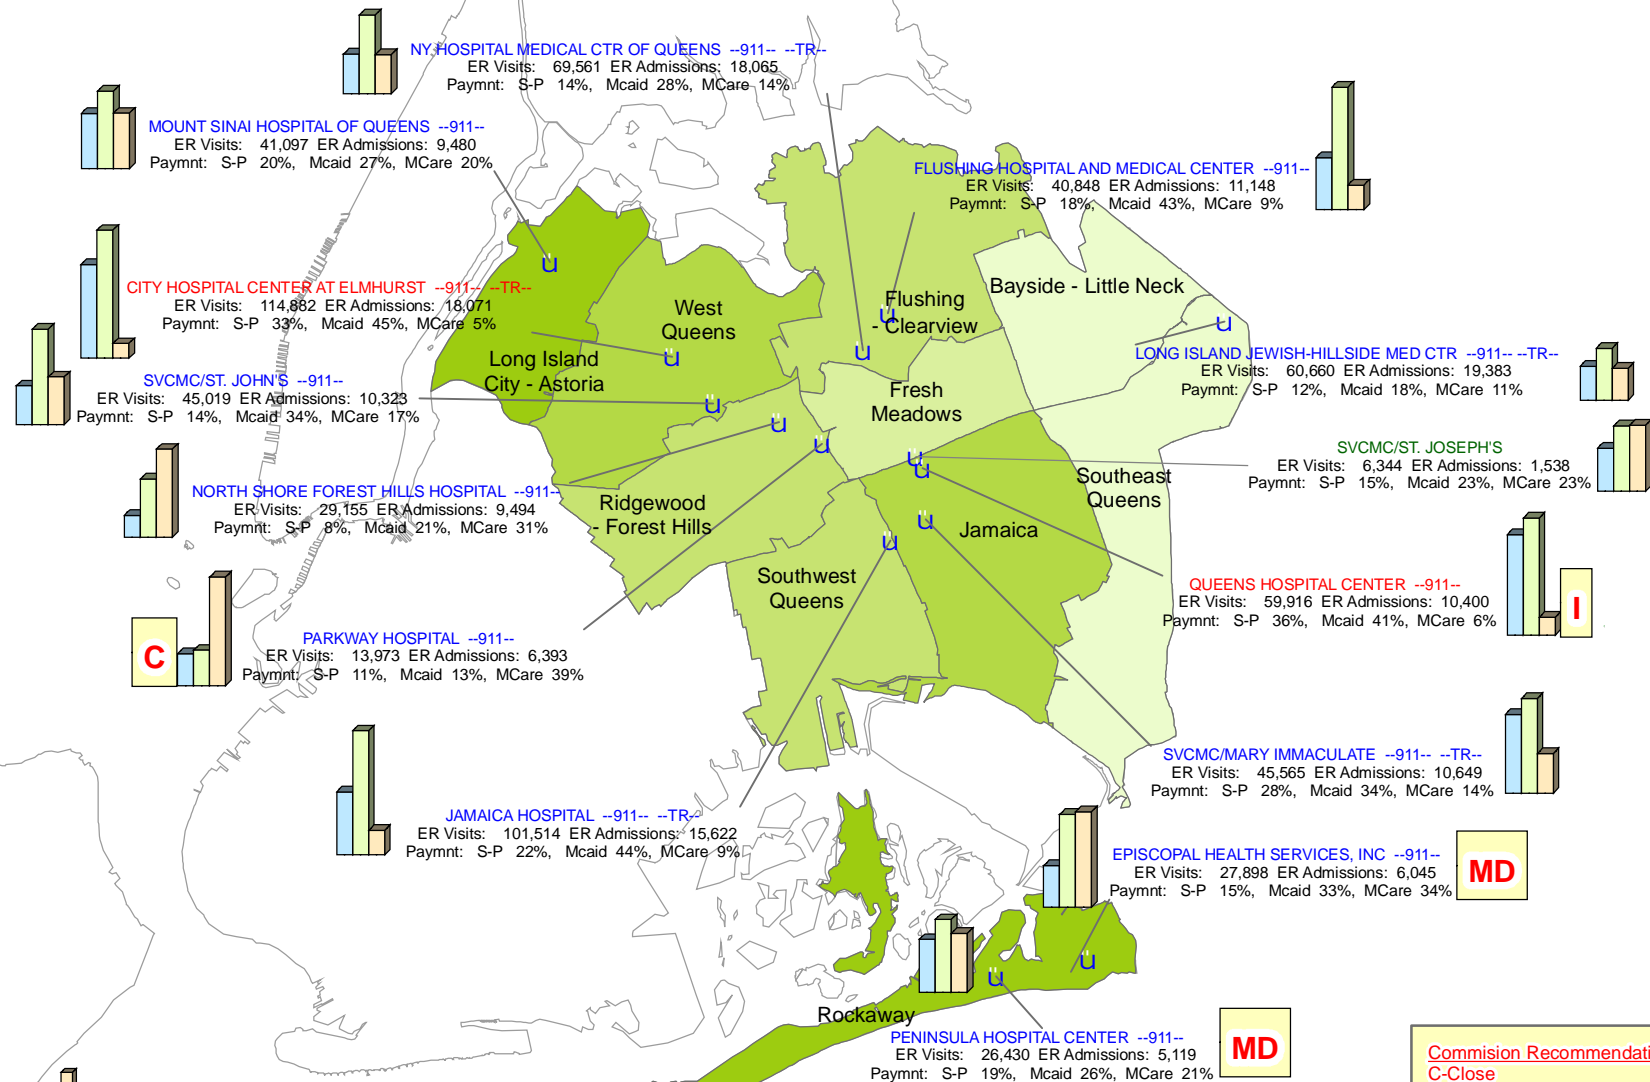 NY HOSPITAL MEDICAL CTR OF QUEENS --911-- --TR--
ER Visits: 69,561 ER Admissions: 18,065
Paymnt: S-P 14%, Mcaid 28%, MCare 14%
MOUNT SINAI HOSPITAL OF QUEENS --911--
ER Visits: 41,097 ER Admissions: 9,480
Paymnt: S-P 20%, Mcaid 27%, MCare 20%
FLUSHING HOSPITAL AND MEDICAL CENTER --911--
ER Visits: 40,848 ER Admissions: 11,148
Paymnt: S-P 18%, Mcaid 43%, MCare 9%
CITY HOSPITAL CENTER AT ELMHURST --911-- --TR--
ER Visits: 114,882 ER Admissions: 18,071
Paymnt: S-P 33%, Mcaid 45%, MCare 5%
Bayside - Little Neck
West
Queens
Flushing
- Clearview
Long Island
City - Astoria
LONG ISLAND JEWISH-HILLSIDE MED CTR --911-- --TR--
ER Visits: 60,660 ER Admissions: 19,383
Paymnt: S-P 12%, Mcaid 18%, MCare 11%
SVCMC/ST. JOHN'S --911--
ER Visits: 45,019 ER Admissions: 10,323
Paymnt: S-P 14%, Mcaid 34%, MCare 17%
Fresh
Meadows
SVCMC/ST. JOSEPH'S
ER Visits: 6,344 ER Admissions: 1,538
Paymnt: S-P 15%, Mcaid 23%, MCare 23%
Southeast
Queens
NORTH SHORE FOREST HILLS HOSPITAL --911--
ER Visits: 29,155 ER Admissions: 9,494
Paymnt: S-P 8%, Mcaid 21%, MCare 31%
Ridgewood
- Forest Hills
Jamaica
Southwest
Queens
QUEENS HOSPITAL CENTER --911--
ER Visits: 59,916 ER Admissions: 10,400
Paymnt: S-P 36%, Mcaid 41%, MCare 6%
I
C
PARKWAY HOSPITAL --911--
ER Visits: 13,973 ER Admissions: 6,393
Paymnt: S-P 11%, Mcaid 13%, MCare 39%
SVCMC/MARY IMMACULATE --911-- --TR--
ER Visits: 45,565 ER Admissions: 10,649
Paymnt: S-P 28%, Mcaid 34%, MCare 14%
JAMAICA HOSPITAL --911-- --TR--
ER Visits: 101,514 ER Admissions: 15,622
Paymnt: S-P 22%, Mcaid 44%, MCare 9%
EPISCOPAL HEALTH SERVICES, INC --911--
ER Visits: 27,898 ER Admissions: 6,045
Paymnt: S-P 15%, Mcaid 33%, MCare 34%
MD
Rockaway
PENINSULA HOSPITAL CENTER --911--
ER Visits: 26,430 ER Admissions: 5,119
Paymnt: S-P 19%, Mcaid 26%, MCare 21%
MD
Commision Recommendati
C-Close